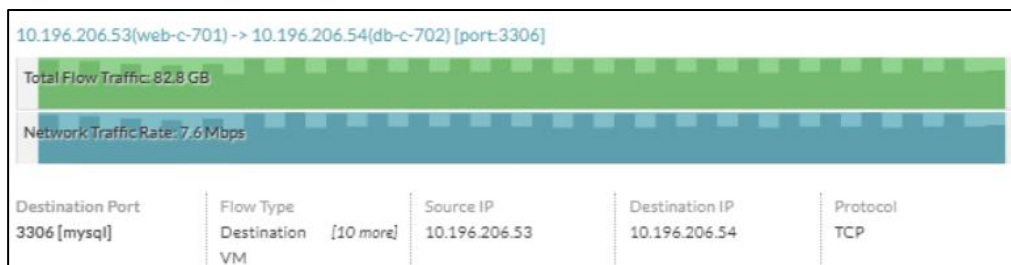 10.196.206.53(web-c-701) -> 10.196.206.54(db-c-702) [port:3306]
Total Flow Traffic: 82.8 GB
Network Traffic Rate: 7.6 Mbps
Destination Port Flow Type Source IP Destination IP Protocol
3306 [mysql] Destination [10 more] 10.196.206.53 10.196.206.54 TCP
VM